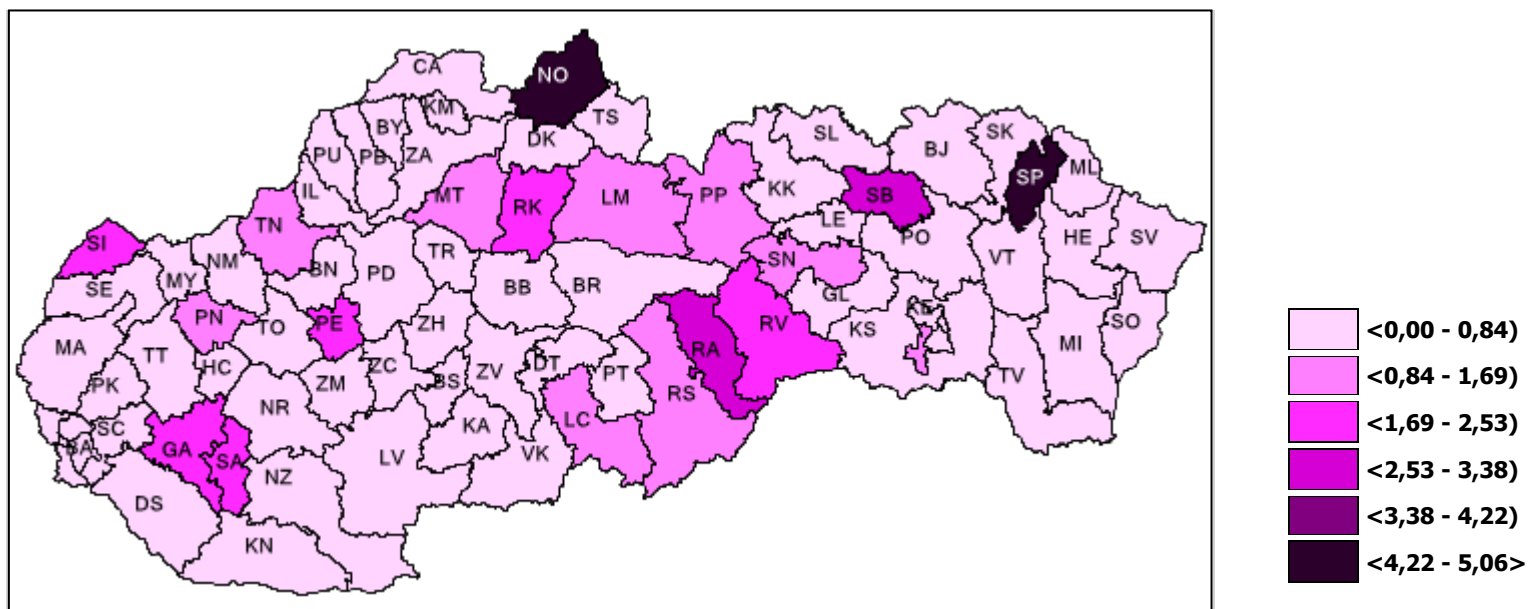 NO
CA
KM
TS
BY
DK
SL
SK
BJ
PU
PB
ZA
ML
IL
SP
KK
MT
RK
LM
PP
SB
TN
LE
PO
HE
SV
SI
TR
NM
BN
PD
SN
VT
MY
SE
BB
BR
GL
KE
PN
TO
PE
ZH
RV
KS
SO
MA
TT
RA
MI
HC
ZC
ZV
DT
PT
TV
PK
ZM
BS
NR
RS
SC
LC
KA
BA
GA
SA
LV
VK
NZ
DS
KN
<0,00 - 0,84)
<0,84 - 1,69)
<1,69 - 2,53)
<2,53 - 3,38)
<3,38 - 4,22)
<4,22 - 5,06>